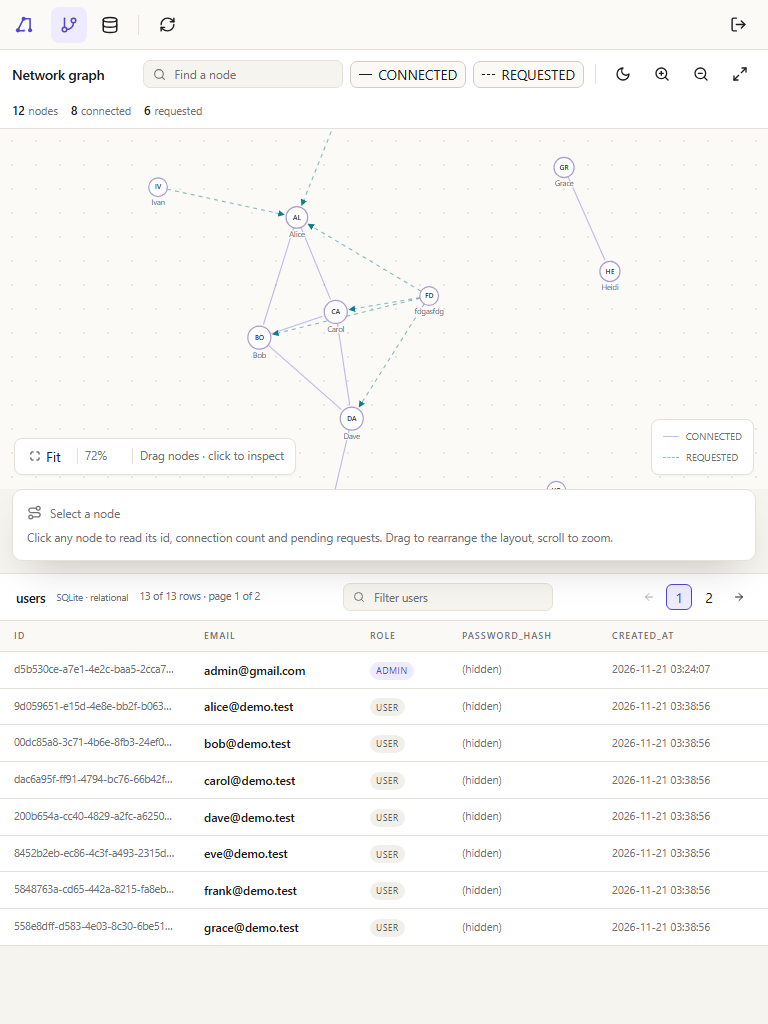 Network graph
Find a node
CONNECTED
REQUESTED
12 nodes 8 connected 6 requested
GR
Grace
IV
Ivan
AL
Alice
HE
Heidi
FD
fdgasfdg
CA
Carol
BO
Bob
DA
Dave
Fit 72% Drag nodes · click to inspect
CONNECTED
REQUESTED
Select a node
Click any node to read its id, connection count and pending requests. Drag to rearrange the layout, scroll to zoom.
users SQLite · relational 13 of 13 rows · page 1 of 2 Filter users 1 2
ID EMAIL ROLE PASSWORD_HASH CREATED_AT
d5b530ce-a7e1-4e2c-baa5-2cca7... admin@gmail.com ADMIN (hidden) 2026-11-21 03:24:07
9d059651-e15d-4e8e-bb2f-b063... alice@demo.test USER (hidden) 2026-11-21 03:38:56
00dc85a8-3c71-4b6e-8fb3-24ef0... bob@demo.test USER (hidden) 2026-11-21 03:38:56
dac6a95f-ff91-4794-bc76-66b42f... carol@demo.test USER (hidden) 2026-11-21 03:38:56
200b654a-cc40-4829-a2fc-a6250... dave@demo.test USER (hidden) 2026-11-21 03:38:56
8452b2eb-ec86-4c3f-a493-2315d... eve@demo.test USER (hidden) 2026-11-21 03:38:56
5848763a-cd65-442a-8215-fa8eb... frank@demo.test USER (hidden) 2026-11-21 03:38:56
558e8dff-d583-4e03-8c30-6be51... grace@demo.test USER (hidden) 2026-11-21 03:38:56